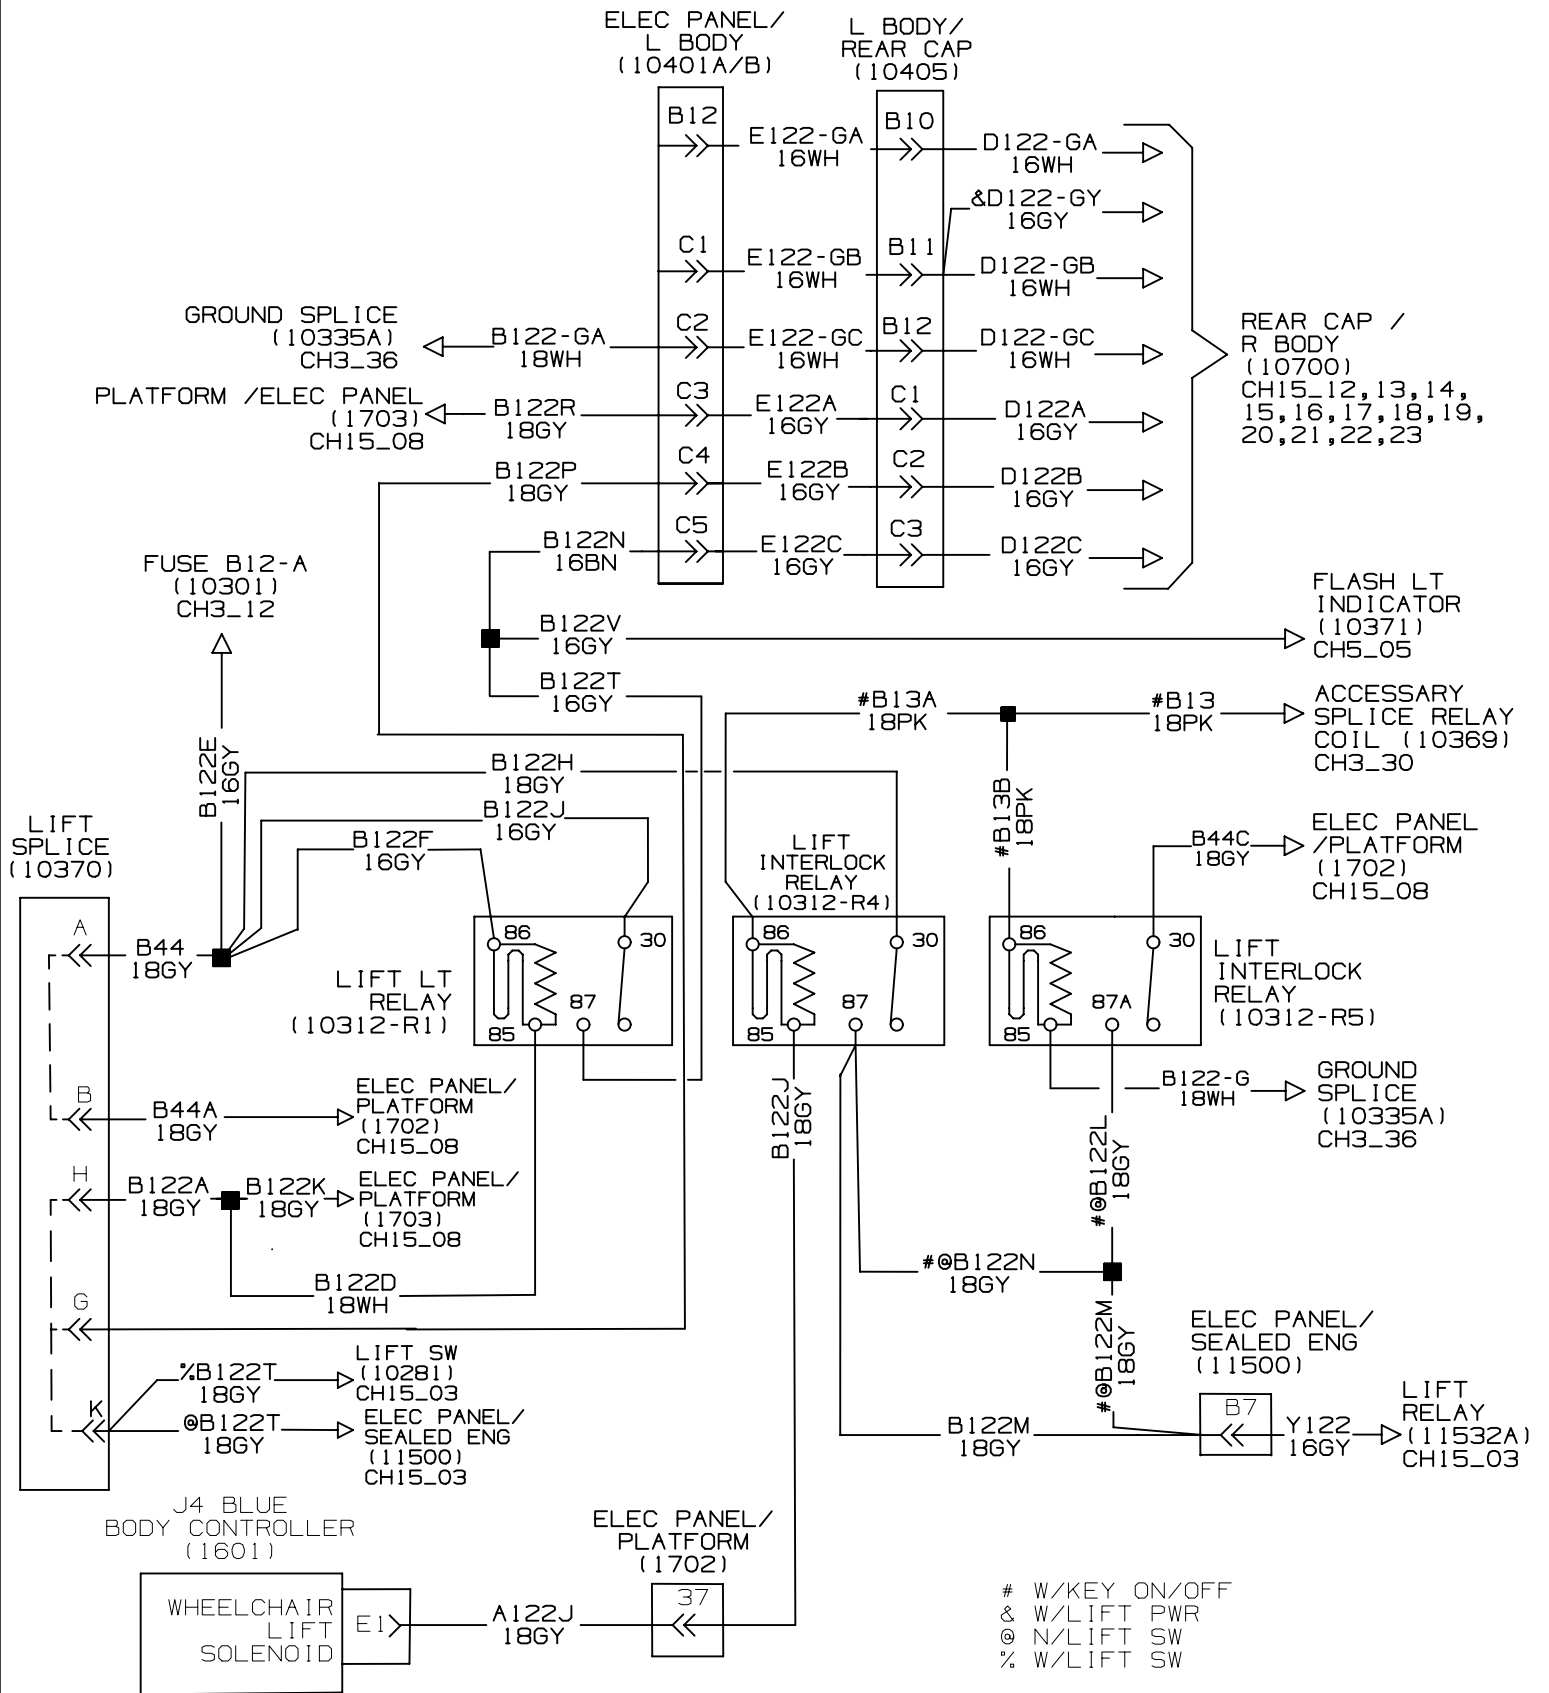 ELEC PANEL/
L BODY
(10401A/B)
L BODY/
REAR CAP
(10405)
B12
E122-GA
16WH
B10
D122-GA
16WH
&D122-GY
16GY
C1
E122-GB
16WH
B11
D122-GB
16WH
GROUND SPLICE
(10335A)
CH3_36
B122-GA
18WH
C2
E122-GC
16WH
B12
D122-GC
16WH
REAR CAP /
R BODY
(10700)
CH15_12,13,14,
15,16,17,18,19,
20,21,22,23
PLATFORM /ELEC PANEL
(1703)
CH15_08
B122R
18GY
C3
E122A
16GY
C1
D122A
16GY
B122P
18GY
C4
E122B
16GY
C2
D122B
16GY
B122N
16BN
C5
E122C
16GY
C3
D122C
16GY
FUSE B12-A
(10301)
CH3_12
B122V
16GY
FLASH LT
INDICATOR
(10371)
CH5_05
B122T
16GY
#B13A
18PK
#B13
18PK
ACCESSARY
SPLICE RELAY
COIL (10369)
CH3_30
B122E
16GY
B122H
18GY
B122J
16GY
B122F
16GY
#B13B
18PK
LIFT
SPLICE
(10370)
LIFT
INTERLOCK
RELAY
(10312-R4)
B44C
18GY
ELEC PANEL
/PLATFORM
(1702)
CH15_08
A
B44
18GY
LIFT LT
RELAY
(10312-R1)
86
30
87
85
86
30
87
85
86
30
87A
85
LIFT
INTERLOCK
RELAY
(10312-R5)
B
B44A
18GY
ELEC PANEL/
PLATFORM
(1702)
CH15_08
B122J
18GY
B122-G
18WH
GROUND
SPLICE
(10335A)
CH3_36
#@B122L
18GY
H
B122A
18GY
B122K
18GY
ELEC PANEL/
PLATFORM
(1703)
CH15_08
B122D
18WH
#@B122N
18GY
G
#@B122M
18GY
ELEC PANEL/
SEALED ENG
(11500)
%B122T
18GY
LIFT SW
(10281)
CH15_03
K
@B122T
18GY
ELEC PANEL/
SEALED ENG
(11500)
CH15_03
B122M
18GY
B7
Y122
16GY
LIFT
RELAY
(11532A)
CH15_03
J4 BLUE
BODY CONTROLLER
(1601)
WHEELCHAIR
LIFT
SOLENOID
E1
A122J
18GY
ELEC PANEL/
PLATFORM
(1702)
37
# W/KEY ON/OFF
& W/LIFT PWR
@ N/LIFT SW
% W/LIFT SW